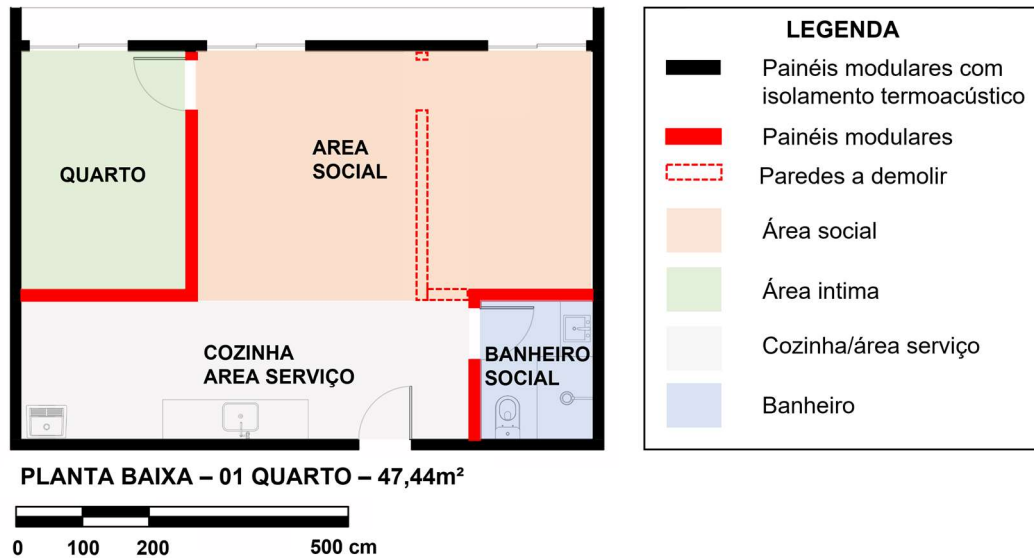 QUARTO
AREA
SOCIAL
COZINHA
AREA SERVIÇO
BANHEIRO
SOCIAL
PLANTA BAIXA – 01 QUARTO – 47,44m²
0 100 200 500 cm
LEGENDA
Painéis modulares com
isolamento termoacústico
Painéis modulares
Paredes a demolir
Área social
Área intima
Cozinha/área serviço
Banheiro